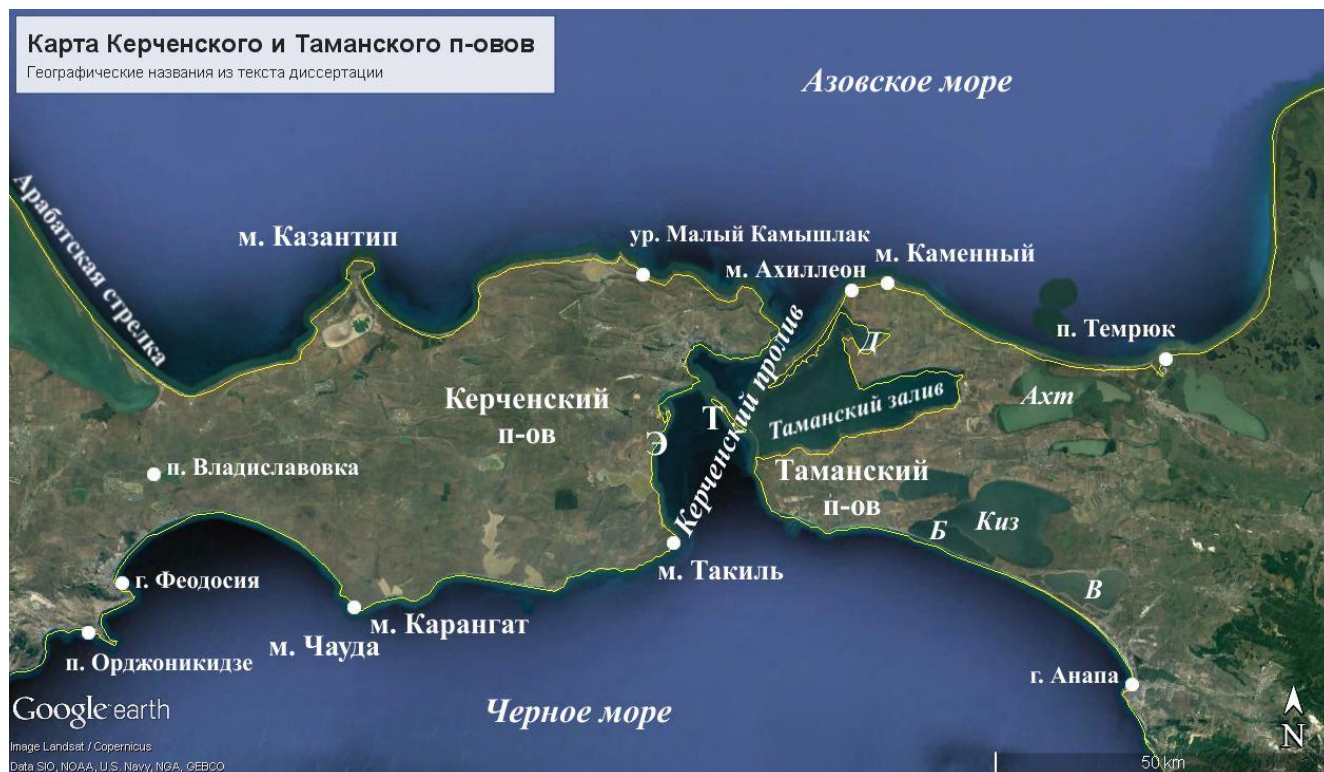 Карта Керченского и Таманского п-овов
Географические названия из текста диссертации
Азовское море
Арабатская стрелка
м. Казантип
ур. Малый Камышлак
м. Каменный
м. Ахиллеон
п. Темрюк
Д
Керченский пролив
Ахт
Таманский залив
Керченский
п-ов
Т
Э
п. Владиславовка
Таманский
п-ов
Киз
Б
м. Такиль
г. Феодосия
В
м. Карангат
м. Чауда
п. Орджоникидзе
г. Анапа
Черное море
Google earth
N
Image Landsat / Copernicus
Data SIO, NOAA, U.S. Navy, NGA, GEBCO
50 km